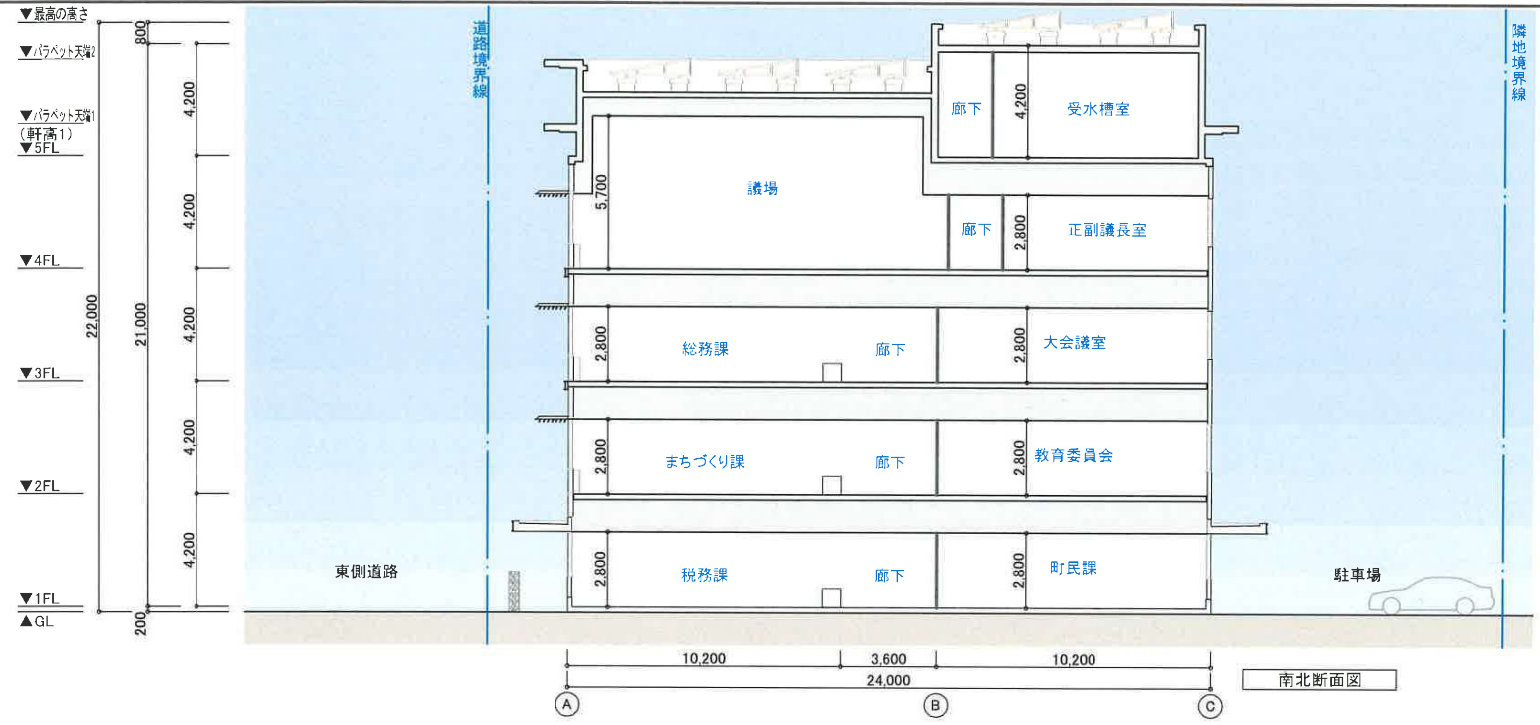 ▼最高の高さ
▼パラペット天端2
▼パラペット天端1
(軒高1)
▼5FL
▼4FL
▼3FL
▼2FL
▼1FL
▲GL
22,000
800
21,000
200
4,200
4,200
4,200
4,200
4,200
道路境界線
隣地境界線
廊下
4,200
受水槽室
5,700
議場
廊下
2,800
正副議長室
2,800
総務課
廊下
2,800
大会議室
2,800
まちづくり課
廊下
2,800
教育委員会
2,800
税務課
廊下
2,800
町民課
東側道路
駐車場
10,200
3,600
10,200
24,000
A
B
C
南北断面図